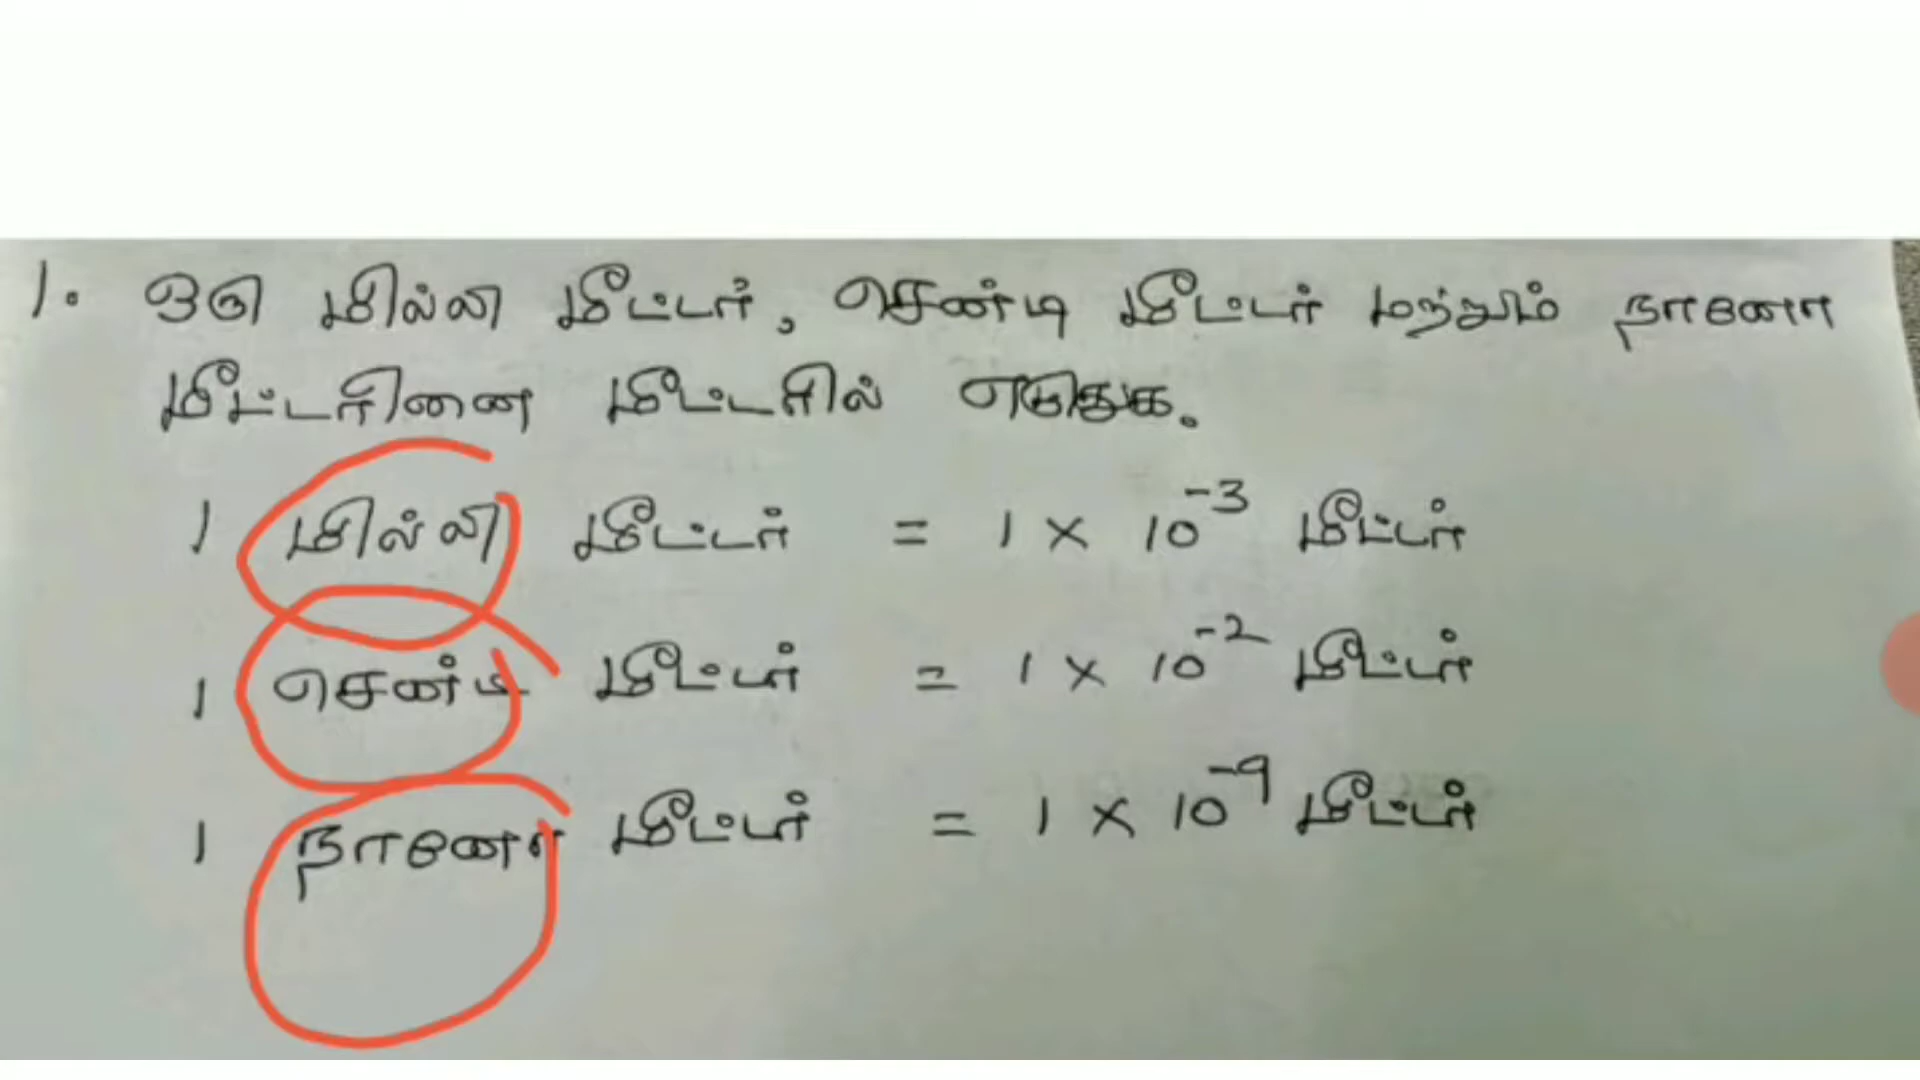 1. ஒரு மில்லி மீட்டர், சென்டி மீட்டர் மற்றும் நானோ
மீட்டரினை மீட்டரில் எழுதுக.
1 மில்லி மீட்டர் = 1 × 10⁻³ மீட்டர்
1 சென்டி மீட்டர் = 1 × 10⁻² மீட்டர்
1 நானோ மீட்டர் = 1 × 10⁻⁹ மீட்டர்